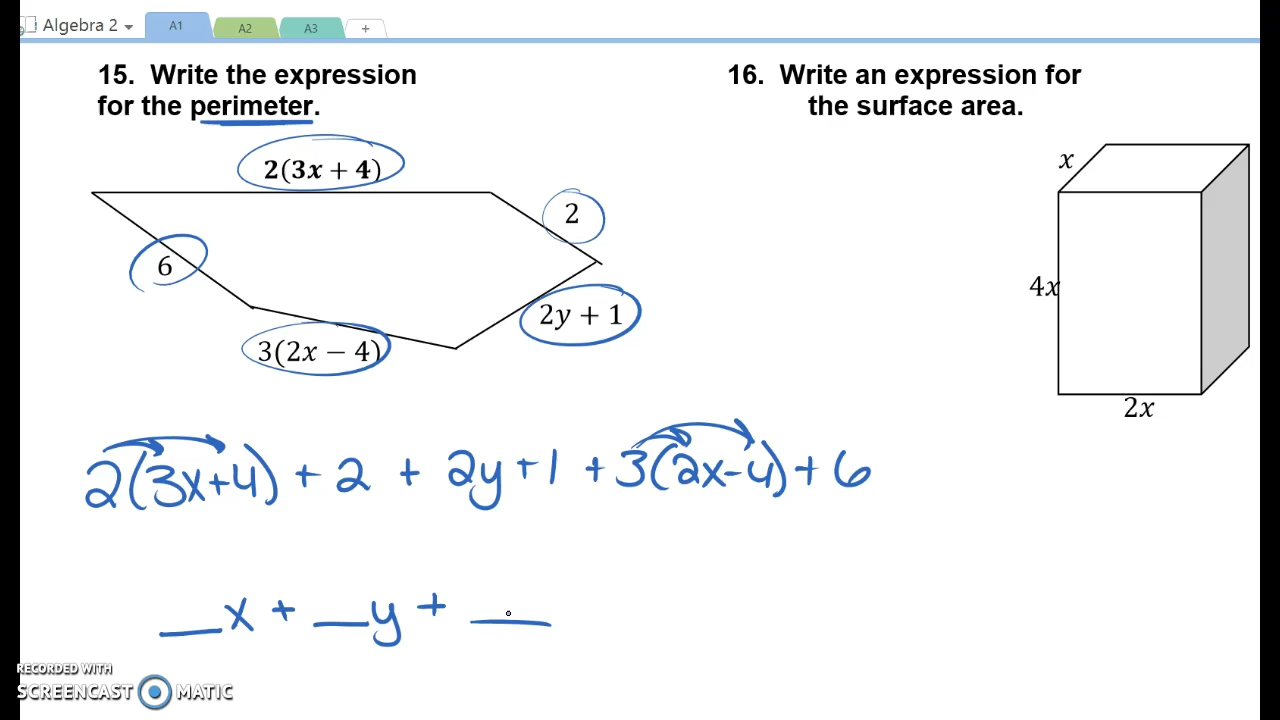 Algebra 2
A1
A2
A3
+
15. Write the expression
for the perimeter.
2(3x + 4)
2
6
2y + 1
3(2x − 4)
16. Write an expression for
the surface area.
x
4x
2x
2(3x+4) + 2 + 2y+1 +3(2x-4)+6
__x + __y + __
RECORDED WITH
SCREENCAST MATIC